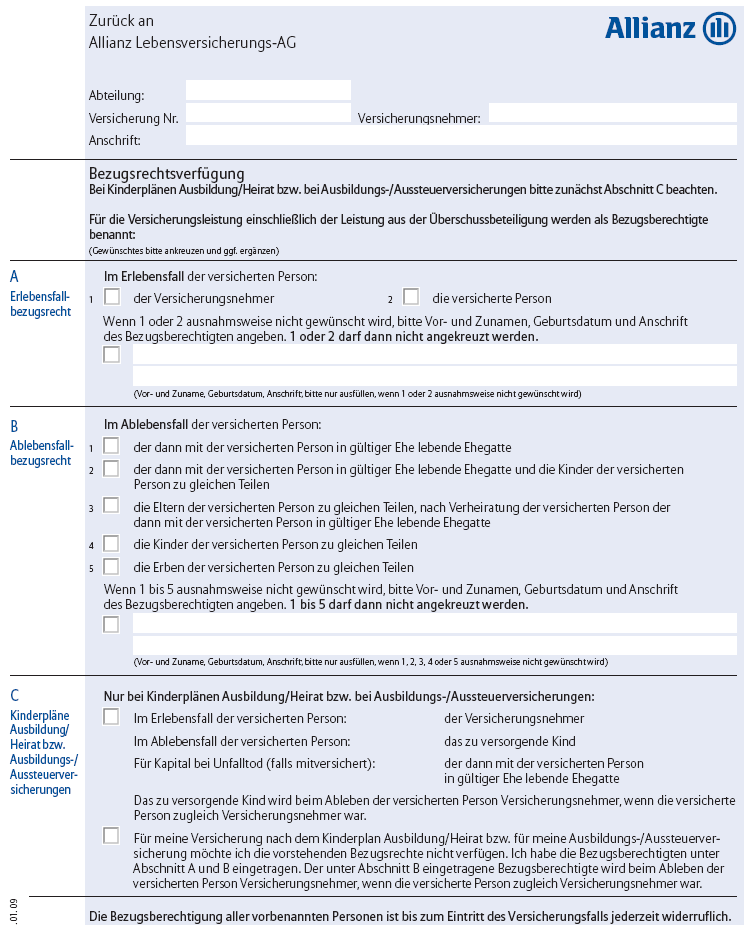 Zurück an
Allianz Lebensversicherungs-AG
Allianz
Abteilung:
Versicherung Nr. Versicherungsnehmer:
Anschrift:
Bezugsrechtsverfügung
Bei Kinderplänen Ausbildung/Heirat bzw. bei Ausbildungs-/Aussteuerversicherungen bitte zunächst Abschnitt C beachten.
Für die Versicherungsleistung einschließlich der Leistung aus der Überschussbeteiligung werden als Bezugsberechtigte
benannt:
(Gewünschtes bitte ankreuzen und ggf. ergänzen)
A
Erlebensfall-
bezugsrecht
Im Erlebensfall der versicherten Person:
1 der Versicherungsnehmer 2 die versicherte Person
Wenn 1 oder 2 ausnahmsweise nicht gewünscht wird, bitte Vor- und Zunamen, Geburtsdatum und Anschrift
des Bezugsberechtigten angeben. 1 oder 2 darf dann nicht angekreuzt werden.
(Vor- und Zuname, Geburtsdatum, Anschrift; bitte nur ausfüllen, wenn 1 oder 2 ausnahmsweise nicht gewünscht wird)
B
Ablebensfall-
bezugsrecht
Im Ablebensfall der versicherten Person:
1 der dann mit der versicherten Person in gültiger Ehe lebende Ehegatte
2 der dann mit der versicherten Person in gültiger Ehe lebende Ehegatte und die Kinder der versicherten
Person zu gleichen Teilen
3 die Eltern der versicherten Person zu gleichen Teilen, nach Verheiratung der versicherten Person der
dann mit der versicherten Person in gültiger Ehe lebende Ehegatte
4 die Kinder der versicherten Person zu gleichen Teilen
5 die Erben der versicherten Person zu gleichen Teilen
Wenn 1 bis 5 ausnahmsweise nicht gewünscht wird, bitte Vor- und Zunamen, Geburtsdatum und Anschrift
des Bezugsberechtigten angeben. 1 bis 5 darf dann nicht angekreuzt werden.
(Vor- und Zuname, Geburtsdatum, Anschrift; bitte nur ausfüllen, wenn 1, 2, 3, 4 oder 5 ausnahmsweise nicht gewünscht wird)
C
Kinderpläne
Ausbildung/
Heirat bzw.
Ausbildungs-/
Aussteuerver-
sicherungen
Nur bei Kinderplänen Ausbildung/Heirat bzw. bei Ausbildungs-/Aussteuerversicherungen:
Im Erlebensfall der versicherten Person: der Versicherungsnehmer
Im Ablebensfall der versicherten Person: das zu versorgende Kind
Für Kapital bei Unfalltod (falls mitversichert): der dann mit der versicherten Person
in gültiger Ehe lebende Ehegatte
Das zu versorgende Kind wird beim Ableben der versicherten Person Versicherungsnehmer, wenn die versicherte
Person zugleich Versicherungsnehmer war.
Für meine Versicherung nach dem Kinderplan Ausbildung/Heirat bzw. für meine Ausbildungs-/Aussteuerver-
sicherung möchte ich die vorstehenden Bezugsrechte nicht verfügen. Ich habe die Bezugsberechtigten unter
Abschnitt A und B eingetragen. Der unter Abschnitt B eingetragene Bezugsberechtigte wird beim Ableben der
versicherten Person Versicherungsnehmer, wenn die versicherte Person zugleich Versicherungsnehmer war.
.01.09
Die Bezugsberechtigung aller vorbenannten Personen ist bis zum Eintritt des Versicherungsfalls jederzeit widerruflich.